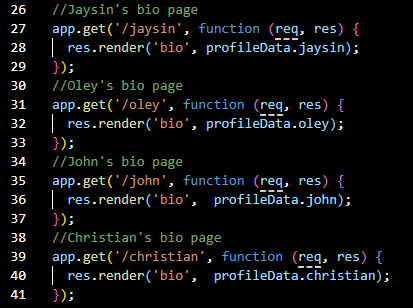 26 //Jaysin's bio page
27 app.get('/jaysin', function (req, res) {
28   res.render('bio', profileData.jaysin);
29 });
30 //Oley's bio page
31 app.get('/oley', function (req, res) {
32   res.render('bio', profileData.oley);
33 });
34 //John's bio page
35 app.get('/john', function (req, res) {
36   res.render('bio',  profileData.john);
37 });
38 //Christian's bio page
39 app.get('/christian', function (req, res) {
40   res.render('bio',  profileData.christian);
41 });